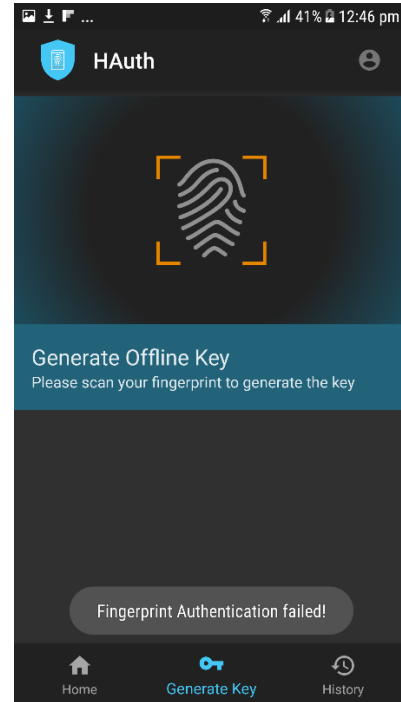 ... 41% 12:46 pm
HAuth
Generate Offline Key
Please scan your fingerprint to generate the key
Fingerprint Authentication failed!
Home Generate Key History